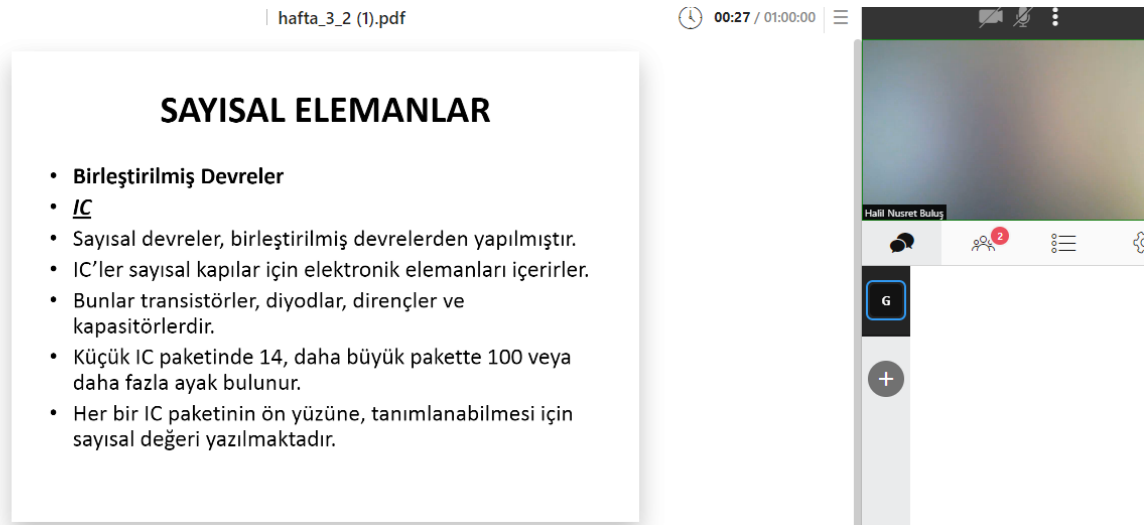 hafta_3_2 (1).pdf
00:27 / 01:00:00
SAYISAL ELEMANLAR
• Birleştirilmiş Devreler
• IC
• Sayısal devreler, birleştirilmiş devrelerden yapılmıştır.
• IC’ler sayısal kapılar için elektronik elemanları içerirler.
• Bunlar transistörler, diyodlar, dirençler ve
kapasitörlerdir.
• Küçük IC paketinde 14, daha büyük pakette 100 veya
daha fazla ayak bulunur.
• Her bir IC paketinin ön yüzüne, tanımlanabilmesi için
sayısal değeri yazılmaktadır.
Halil Nusret Buluş
2
G